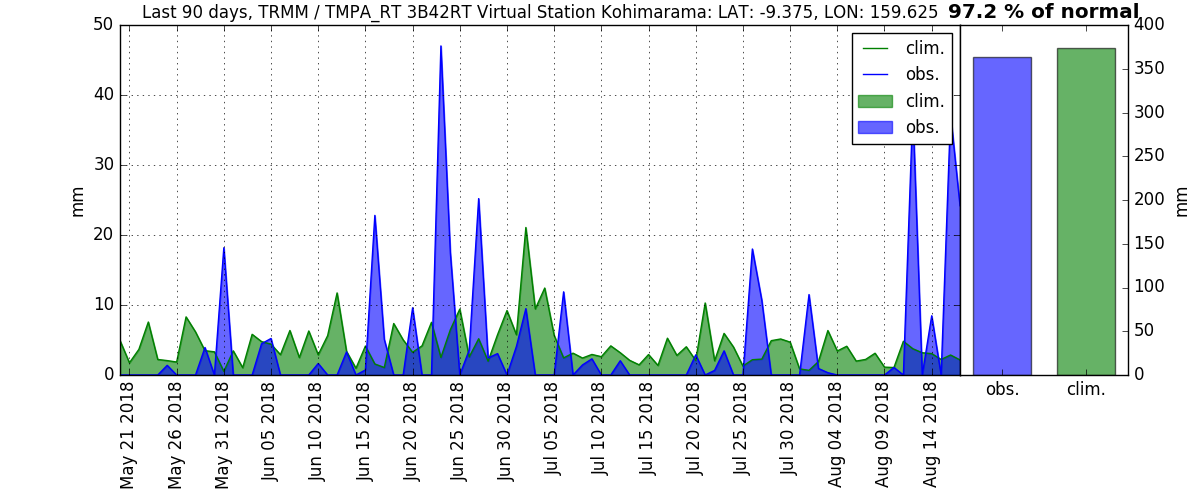 Last 90 days, TRMM / TMPA_RT 3B42RT Virtual Station Kohimarama: LAT: -9.375, LON: 159.625 97.2 % of normal
50
40
30
20
10
0
mm
clim.
obs.
clim.
obs.
400
350
300
250
200
150
100
50
0
mm
May 21 2018
May 26 2018
May 31 2018
Jun 05 2018
Jun 10 2018
Jun 15 2018
Jun 20 2018
Jun 25 2018
Jun 30 2018
Jul 05 2018
Jul 10 2018
Jul 15 2018
Jul 20 2018
Jul 25 2018
Jul 30 2018
Aug 04 2018
Aug 09 2018
Aug 14 2018
obs.
clim.